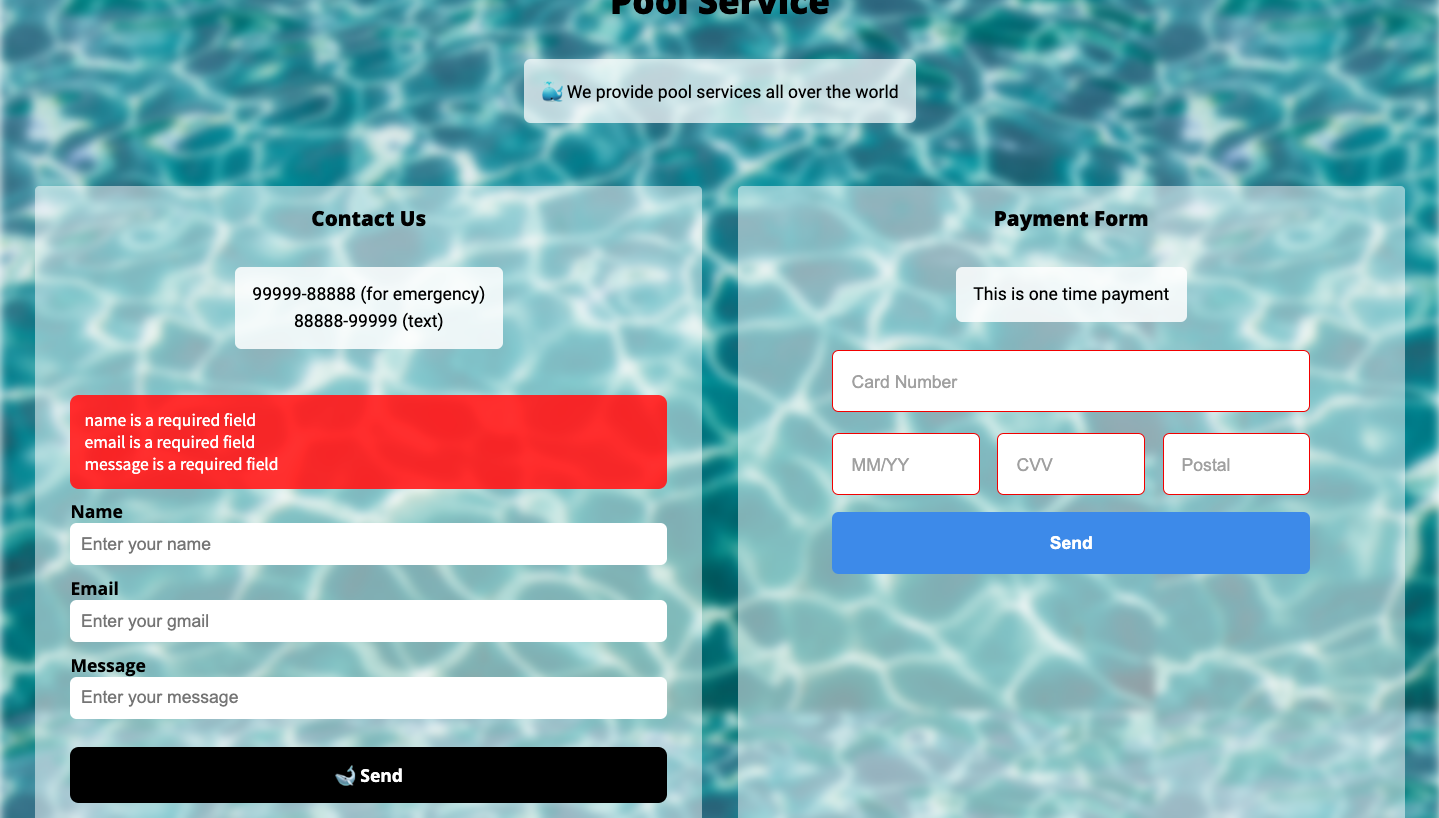 Pool Service
🐳 We provide pool services all over the world
Contact Us
99999-88888 (for emergency)
88888-99999 (text)
name is a required field
email is a required field
message is a required field
Name
Enter your name
Email
Enter your gmail
Message
Enter your message
Send
Payment Form
This is one time payment
Card Number
MM/YY CVV Postal
Send